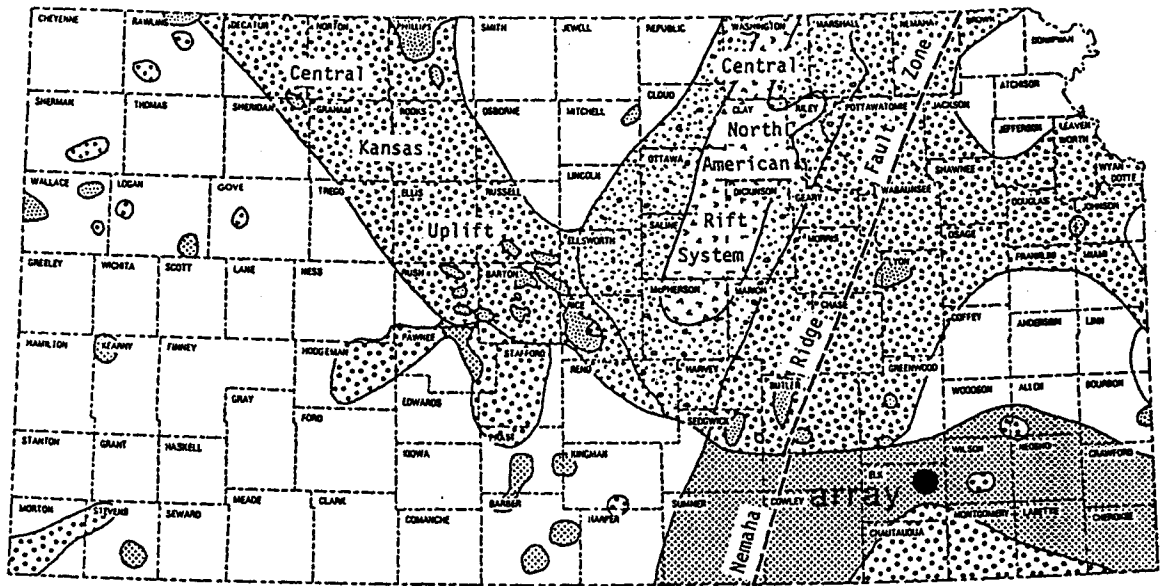 CHEYENNE RAWLINS DECATUR NORTON PHILLIPS SMITH JEWELL REPUBLIC WASHINGTON MARSHALL NEMAHA BROWN DONIPHAN
Central Central Zone
ATCHISON
SHERMAN THOMAS SHERIDAN GRAHAM ROOKS OSBORNE MITCHELL CLOUD CLAY RILEY POTTAWATOMIE JACKSON
JEFFERSON LEAVEN WORTH
Kansas North Fault
OTTAWA American
WALLACE LOGAN GOVE TREGO ELLIS RUSSELL LINCOLN DICKINSON GEARY WABAUNSEE SHAWNEE WYAN DOTTE
DOUGLAS JOHNSON
Uplift ELLSWORTH SALINE Rift
System MORRIS OSAGE FRANKLIN MIAMI
GREELEY WICHITA SCOTT LANE NESS RUSH BARTON RICE McPHERSON MARION CHASE LYON
COFFEY ANDERSON LINN
HAMILTON KEARNY FINNEY HODGEMAN PAWNEE STAFFORD RENO HARVEY Ridge GREENWOOD
GRAY FORD EDWARDS BUTLER WOODSON ALLEN BOURBON
SEDGWICK
STANTON GRANT HASKELL KIOWA PRATT KINGMAN ELK WILSON NEOSHO CRAWFORD
array
MORTON STEVENS SEWARD MEADE CLARK COMANCHE BARBER HARPER SUMNER Nemaha COWLEY CHAUTAUQUA MONTGOMERY LABETTE CHEROKEE